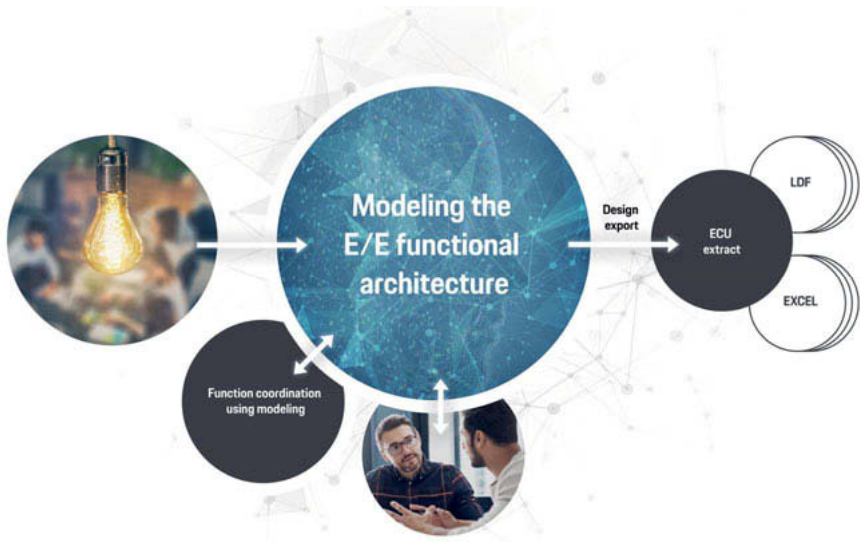 Modeling the
E/E functional
architecture
Design
export
ECU
extract
LDF
EXCEL
Function coordination
using modeling